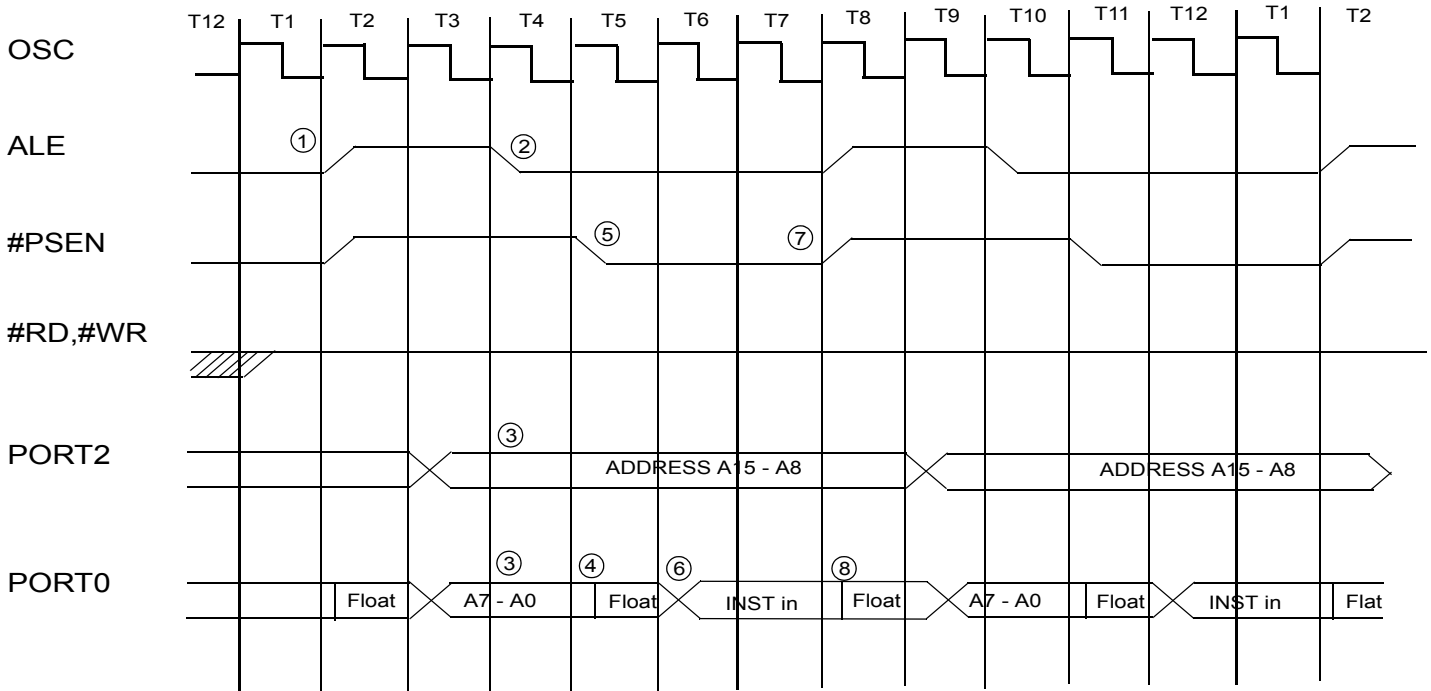 T12 T1 T2 T3 T4 T5 T6 T7 T8 T9 T10 T11 T12 T1 T2
OSC
ALE ① ②
#PSEN ⑤ ⑦
#RD,#WR
③
PORT2 ADDRESS A15 - A8 ADDRESS A15 - A8
③ ④ ⑥ ⑧
PORT0 Float A7 - A0 Float INST in Float A7 - A0 Float INST in Flat